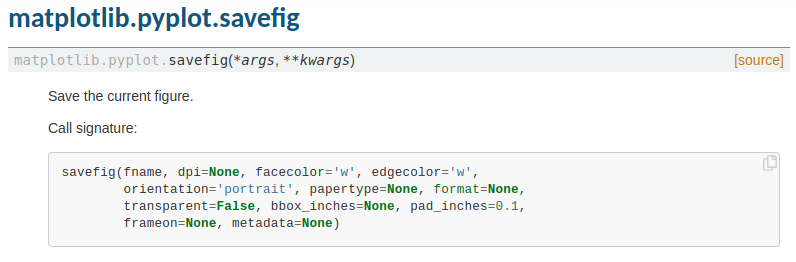 matplotlib.pyplot.savefig
matplotlib.pyplot.savefig(*args, **kwargs) [source]
Save the current figure.
Call signature:
savefig(fname, dpi=None, facecolor='w', edgecolor='w',
orientation='portrait', papertype=None, format=None,
transparent=False, bbox_inches=None, pad_inches=0.1,
frameon=None, metadata=None)